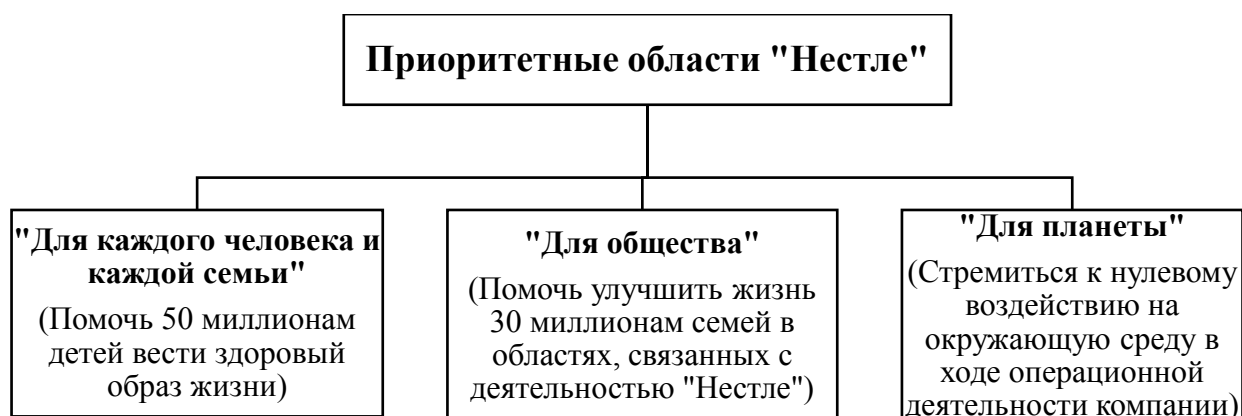 Приоритетные области "Нестле"
"Для каждого человека и
каждой семьи"
(Помочь 50 миллионам
детей вести здоровый
образ жизни)
"Для общества"
(Помочь улучшить жизнь
30 миллионам семей в
областях, связанных с
деятельностью "Нестле")
"Для планеты"
(Стремиться к нулевому
воздействию на
окружающую среду в
ходе операционной
деятельности компании)